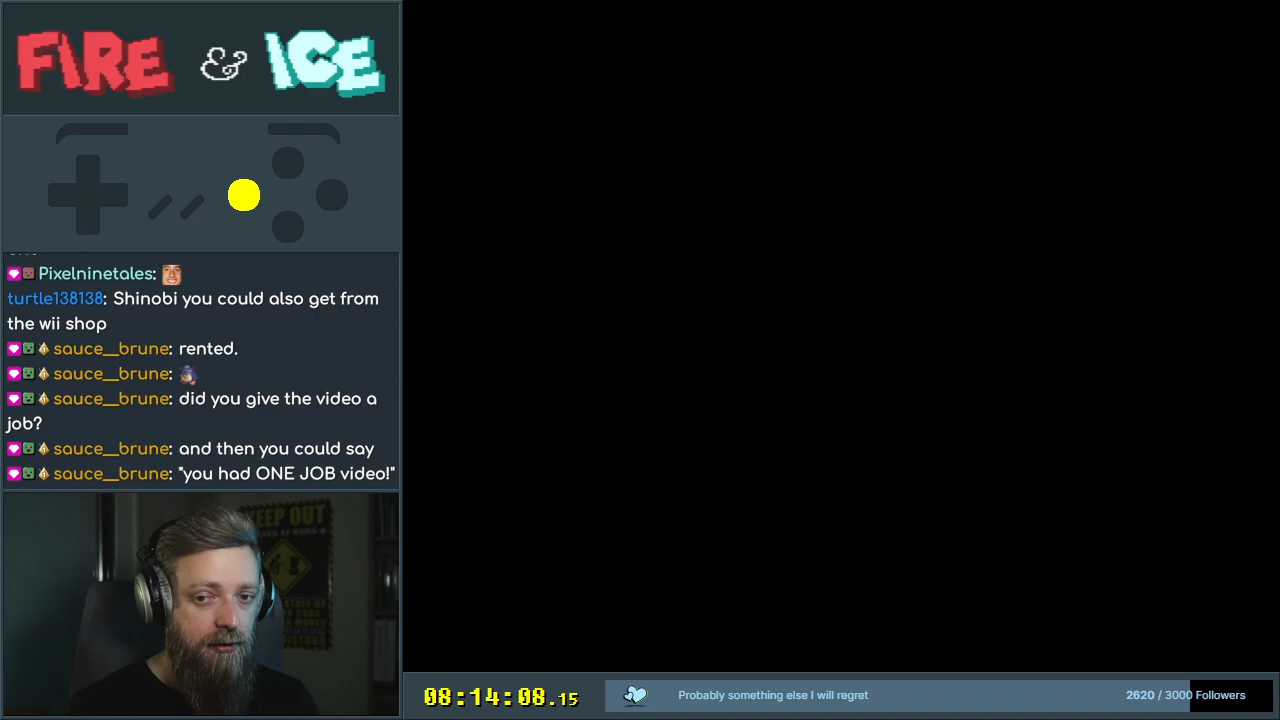 FIRE & ICE
Pixelninetales:
turtle138138: Shinobi you could also get from
the wii shop
sauce__brune: rented.
sauce__brune:
sauce__brune: did you give the video a
job?
sauce__brune: and then you could say
sauce__brune: "you had ONE JOB video!"
KEEP OUT
08:14:08.15
Probably something else I will regret
2620 / 3000 Followers